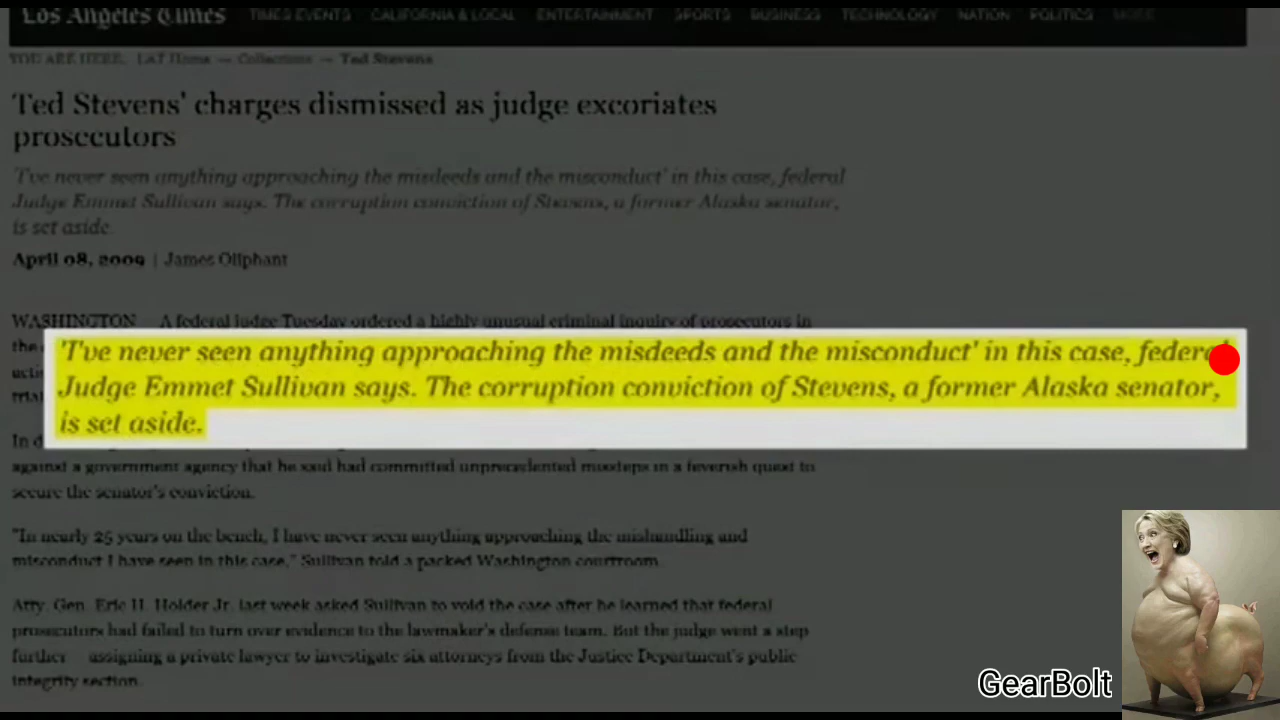 Los Angeles Times TIMES EVENTS CALIFORNIA & LOCAL ENTERTAINMENT SPORTS BUSINESS TECHNOLOGY NATION POLITICS MORE
YOU ARE HERE: LAT Home → Collections → Ted Stevens
Ted Stevens' charges dismissed as judge excoriates
prosecutors
'I've never seen anything approaching the misdeeds and the misconduct' in this case, federal
Judge Emmet Sullivan says. The corruption conviction of Stevens, a former Alaska senator,
is set aside.
April 08, 2009 | James Oliphant
WASHINGTON — A federal judge Tuesday ordered a highly unusual criminal inquiry of prosecutors in
the
'I've never seen anything approaching the misdeeds and the misconduct' in this case, federal
Judge Emmet Sullivan says. The corruption conviction of Stevens, a former Alaska senator,
is set aside.
In
against a government agency that he said had committed unprecedented missteps in a feverish quest to
secure the senator's conviction.
"In nearly 25 years on the bench, I have never seen anything approaching the mishandling and
misconduct I have seen in this case," Sullivan told a packed Washington courtroom.
Atty. Gen. Eric H. Holder Jr. last week asked Sullivan to void the case after he learned that federal
prosecutors had failed to turn over evidence to the lawmaker's defense team. But the judge went a step
further — assigning a private lawyer to investigate six attorneys from the Justice Department's public
integrity section.
GearBolt